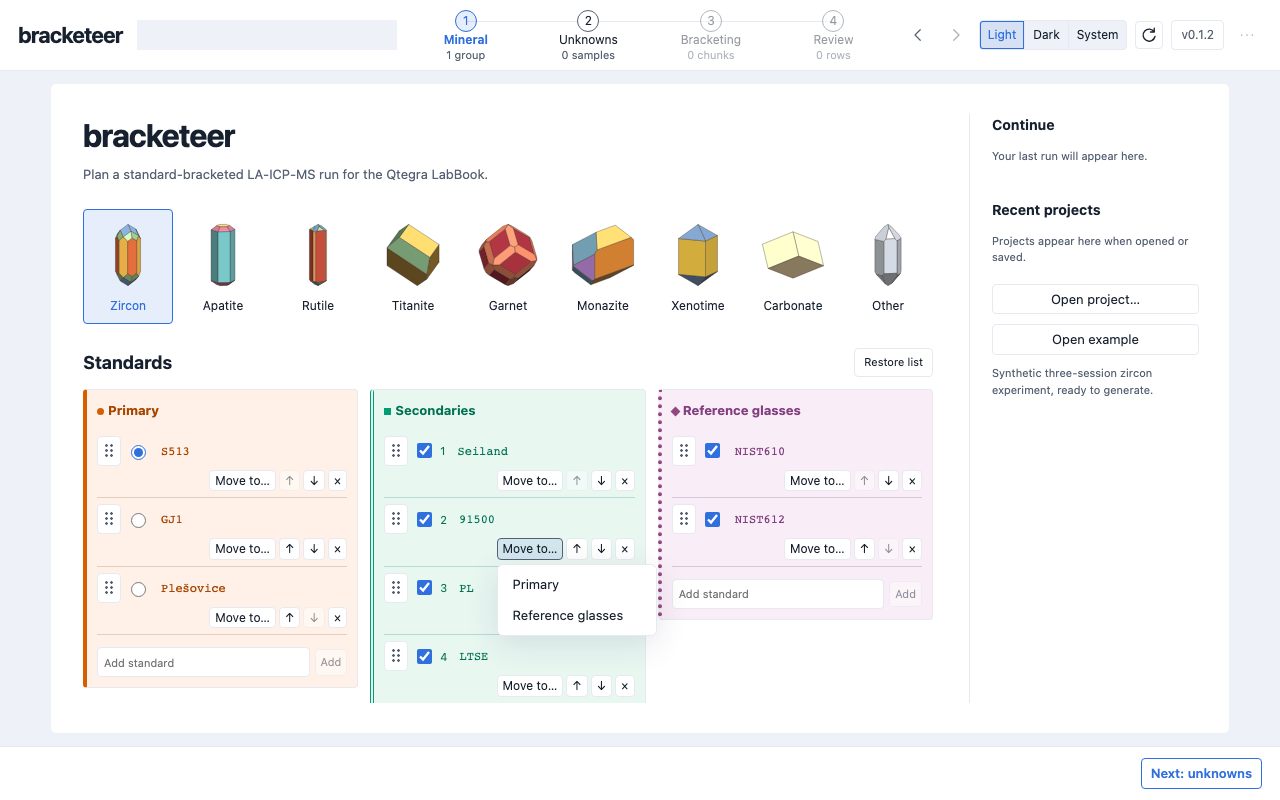 bracketeer
1
Mineral
1 group
2
Unknowns
0 samples
3
Bracketing
0 chunks
4
Review
0 rows
Light
Dark
System
v0.1.2
bracketeer
Plan a standard-bracketed LA-ICP-MS run for the Qtegra LabBook.
Zircon
Apatite
Rutile
Titanite
Garnet
Monazite
Xenotime
Carbonate
Other
Standards
Restore list
Primary
S513
Move to... ↑ ↓ ×
GJ1
Move to... ↑ ↓ ×
Plešovice
Move to... ↑ ↓ ×
Add standard
Add
Secondaries
1 Seiland
Move to... ↑ ↓ ×
2 91500
Move to... ↑ ↓ ×
Primary
Reference glasses
3 PL
4 LTSE
Move to... ↑ ↓ ×
Reference glasses
NIST610
Move to... ↑ ↓ ×
NIST612
Move to... ↑ ↓ ×
Add standard
Add
Continue
Your last run will appear here.
Recent projects
Projects appear here when opened or
saved.
Open project...
Open example
Synthetic three-session zircon
experiment, ready to generate.
Next: unknowns